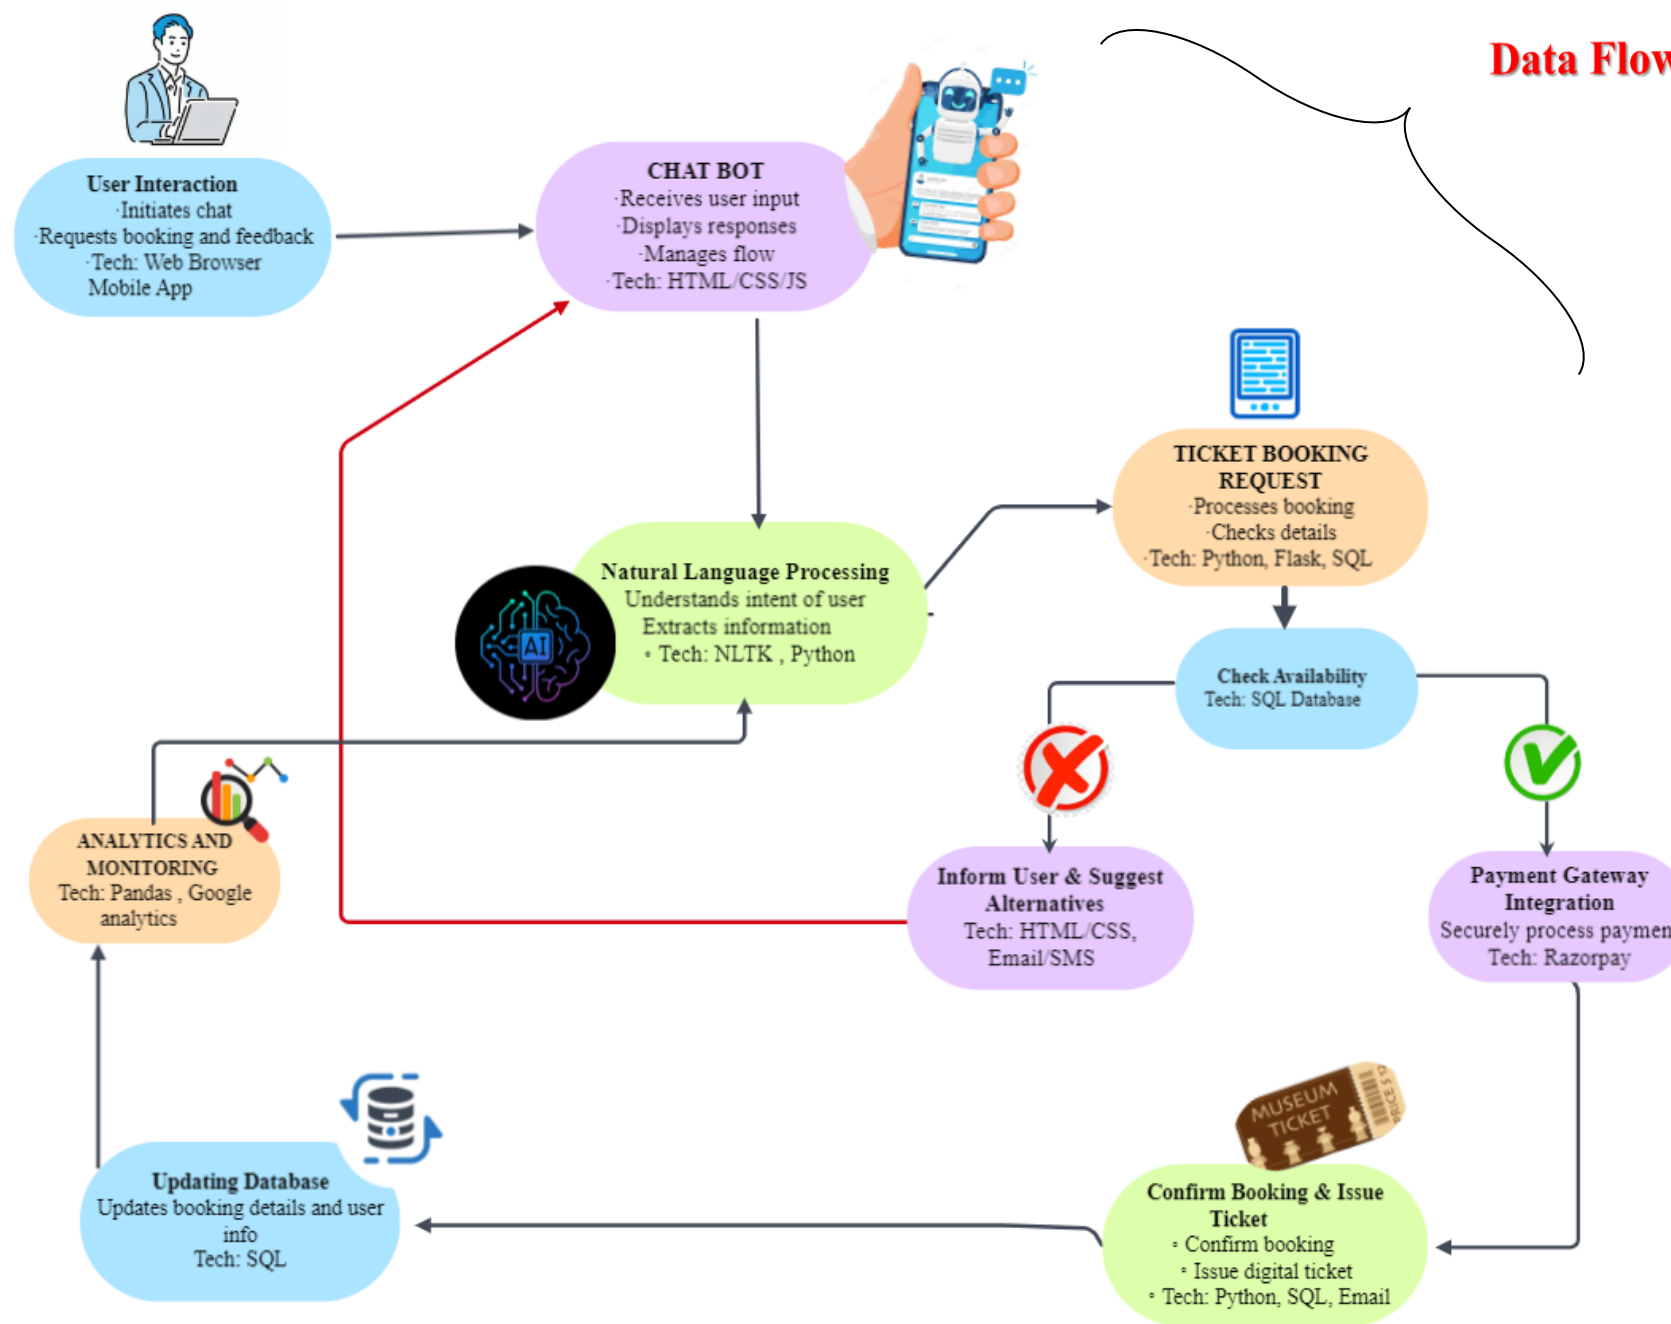 Data Flow
User Interaction
·Initiates chat
·Requests booking and feedback
·Tech: Web Browser
Mobile App
CHAT BOT
·Receives user input
·Displays responses
·Manages flow
·Tech: HTML/CSS/JS
TICKET BOOKING
REQUEST
·Processes booking
·Checks details
·Tech: Python, Flask, SQL
Natural Language Processing
Understands intent of user
Extracts information
◦ Tech: NLTK , Python
AI
Check Availability
Tech: SQL Database
ANALYTICS AND
MONITORING
Tech: Pandas , Google
analytics
Inform User & Suggest
Alternatives
Tech: HTML/CSS,
Email/SMS
Payment Gateway
Integration
Securely process paymen
Tech: Razorpay
MUSEUM
TICKET
PRICE $ 12
Updating Database
Updates booking details and user
info
Tech: SQL
Confirm Booking & Issue
Ticket
◦ Confirm booking
◦ Issue digital ticket
◦ Tech: Python, SQL, Email